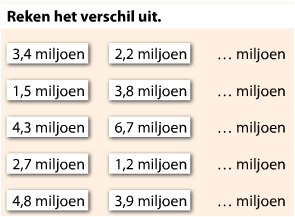 Reken het verschil uit.
3,4 miljoen 2,2 miljoen ... miljoen
1,5 miljoen 3,8 miljoen ... miljoen
4,3 miljoen 6,7 miljoen ... miljoen
2,7 miljoen 1,2 miljoen ... miljoen
4,8 miljoen 3,9 miljoen ... miljoen